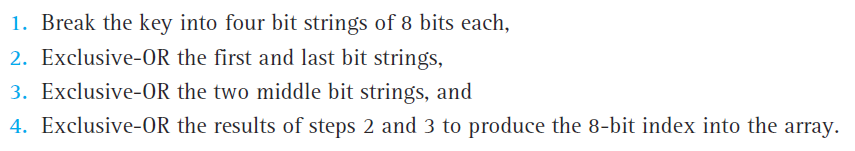 1. Break the key into four bit strings of 8 bits each,
2. Exclusive-OR the first and last bit strings,
3. Exclusive-OR the two middle bit strings, and
4. Exclusive-OR the results of steps 2 and 3 to produce the 8-bit index into the array.